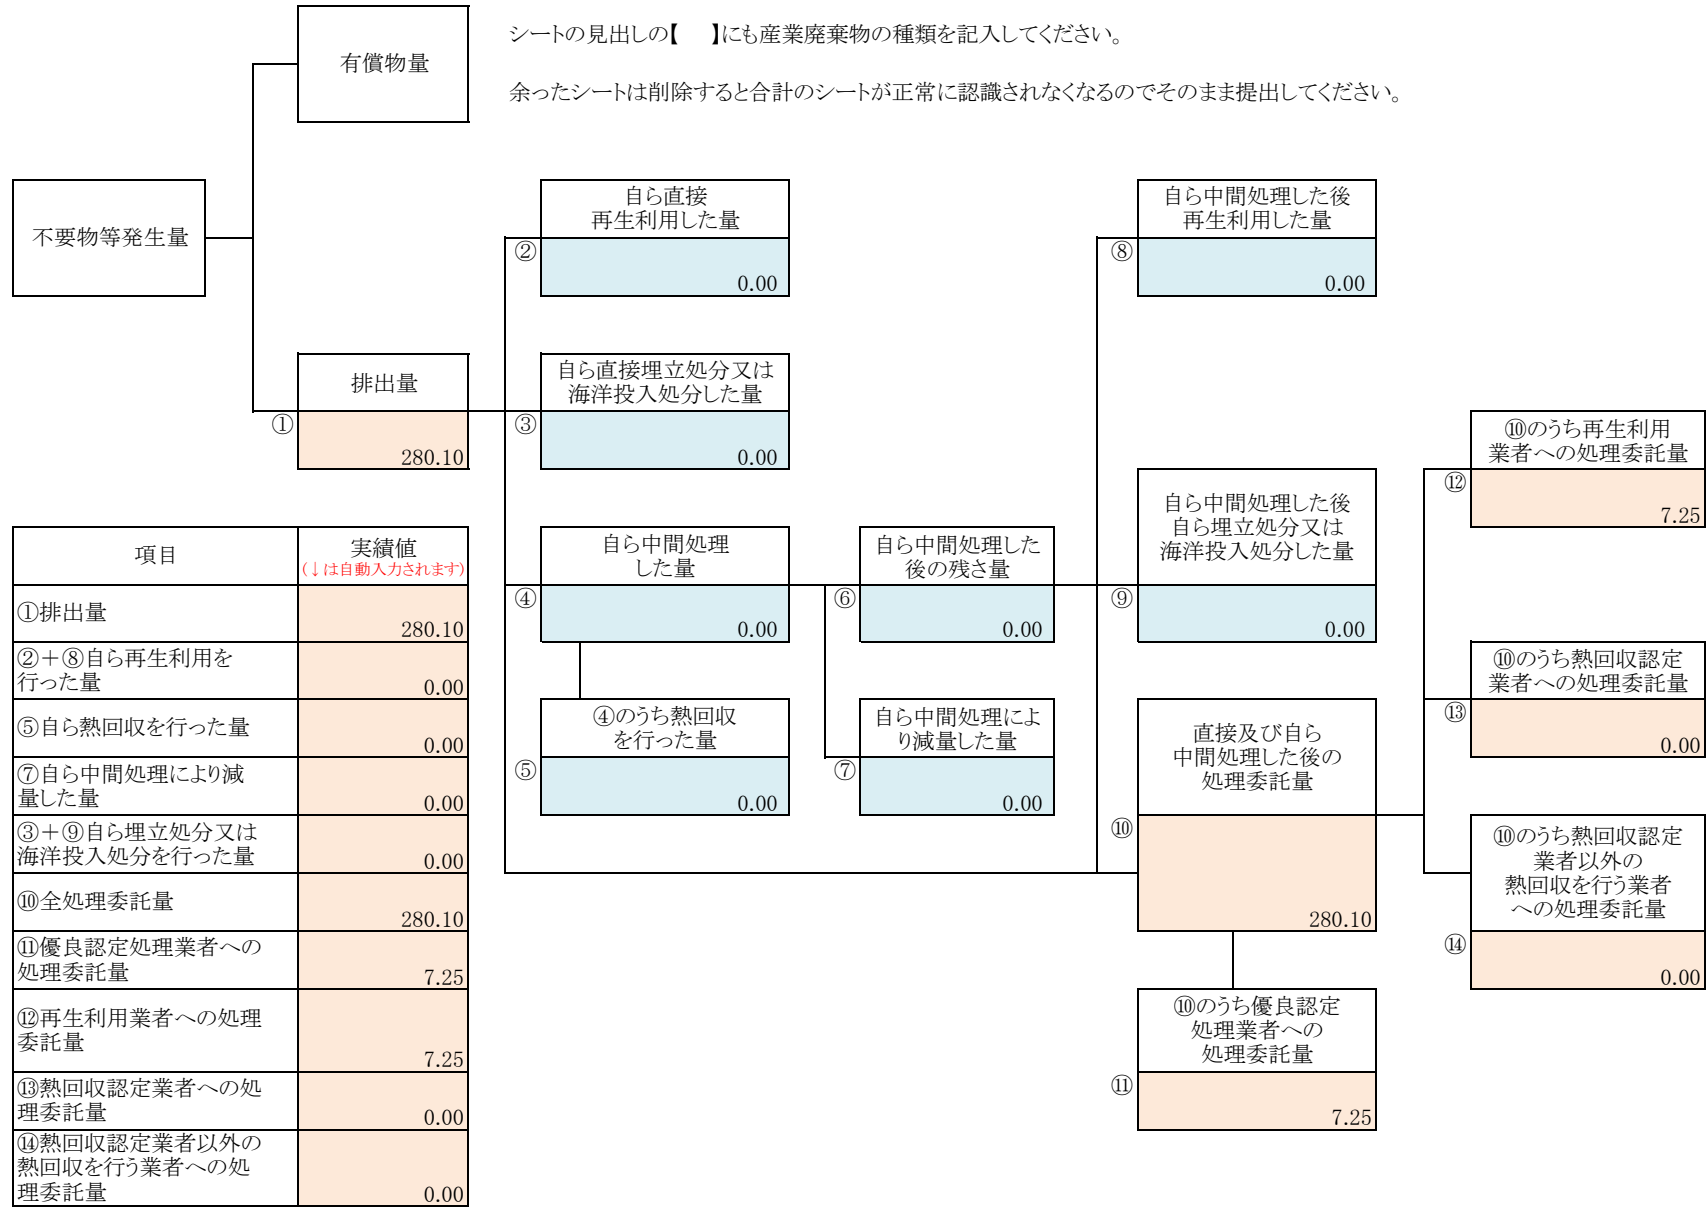 シートの見出しの【　】にも産業廃棄物の種類を記入してください。
余ったシートは削除すると合計のシートが正常に認識されなくなるのでそのまま提出してください。
有償物量
不要物等発生量
排出量
①
280.10
自ら直接
再生利用した量
②
0.00
自ら直接埋立処分又は
海洋投入処分した量
③
0.00
自ら中間処理
した量
④
0.00
④のうち熱回収
を行った量
⑤
0.00
自ら中間処理した
後の残さ量
⑥
0.00
自ら中間処理によ
り減量した量
⑦
0.00
自ら中間処理した後
再生利用した量
⑧
0.00
自ら中間処理した後
自ら埋立処分又は
海洋投入処分した量
⑨
0.00
直接及び自ら
中間処理した後の
処理委託量
⑩
280.10
⑩のうち優良認定
処理業者への
処理委託量
⑪
7.25
⑩のうち再生利用
業者への処理委託量
⑫
7.25
⑩のうち熱回収認定
業者への処理委託量
⑬
0.00
⑩のうち熱回収認定
業者以外の
熱回収を行う業者
への処理委託量
⑭
0.00
項目
実績値
(↓は自動入力されます)
①排出量
280.10
②＋⑧自ら再生利用を
行った量
0.00
⑤自ら熱回収を行った量
0.00
⑦自ら中間処理により減
量した量
0.00
③＋⑨自ら埋立処分又は
海洋投入処分を行った量
0.00
⑩全処理委託量
280.10
⑪優良認定処理業者への
処理委託量
7.25
⑫再生利用業者への処理
委託量
7.25
⑬熱回収認定業者への処
理委託量
0.00
⑭熱回収認定業者以外の
熱回収を行う業者への処
理委託量
0.00